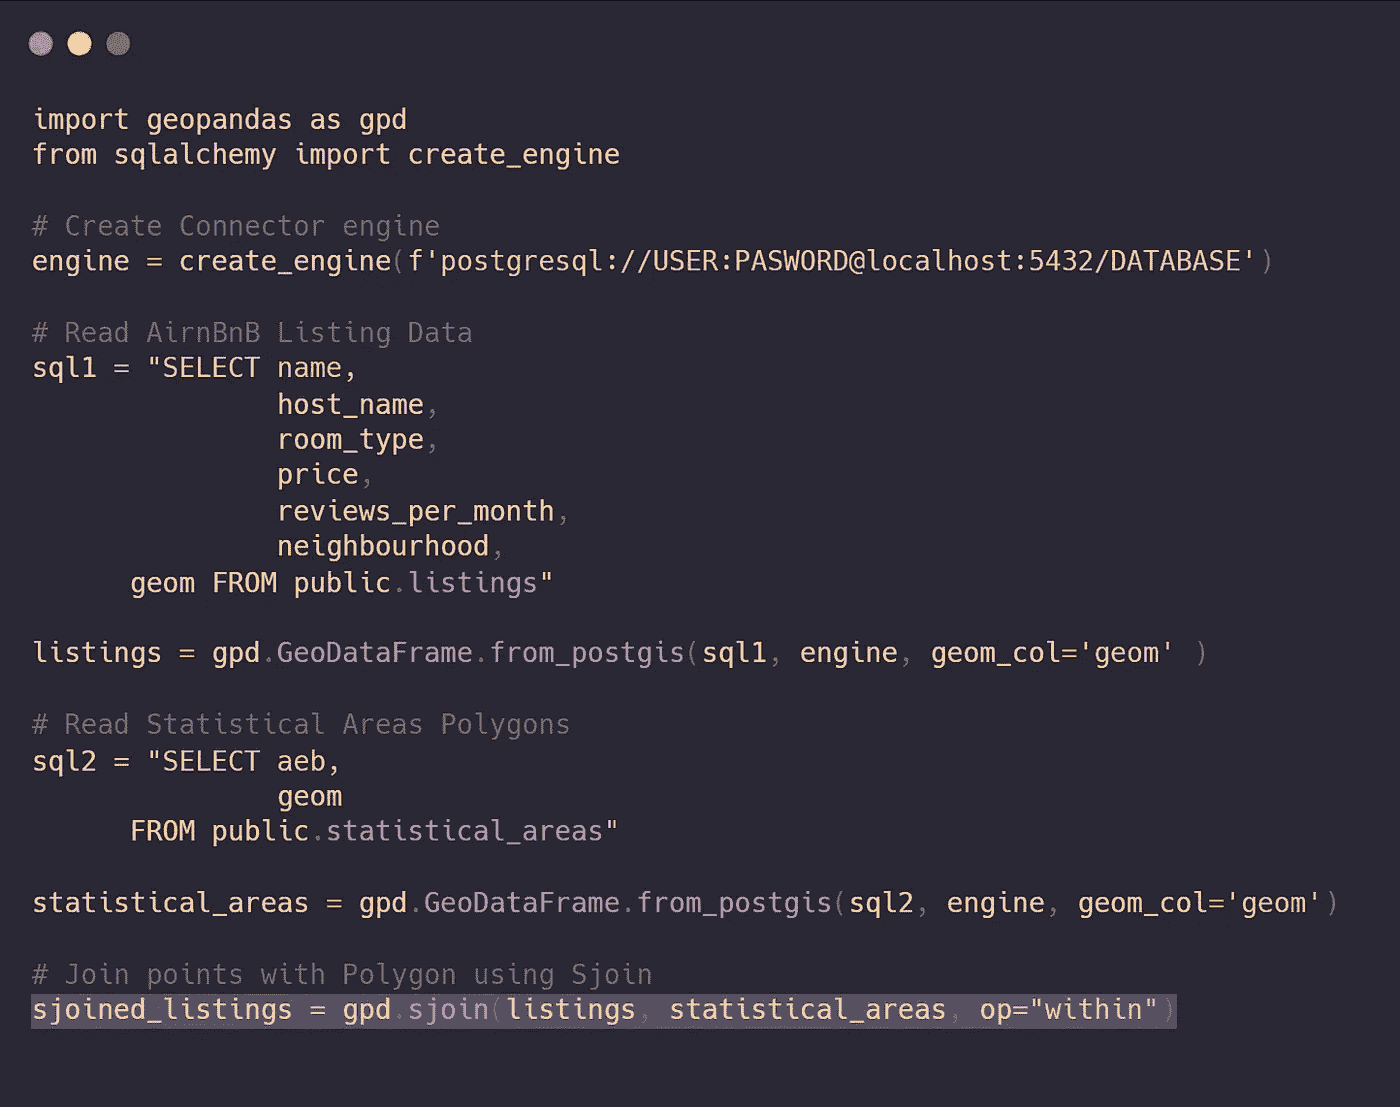 import geopandas as gpd
from sqlalchemy import create_engine
# Create Connector engine
engine = create_engine(f'postgresql://USER:PASWORD@localhost:5432/DATABASE')
# Read AirnBnB Listing Data
sql1 = "SELECT name,
host_name,
room_type,
price,
reviews_per_month,
neighbourhood,
geom FROM public.listings"
listings = gpd.GeoDataFrame.from_postgis(sql1, engine, geom_col='geom' )
# Read Statistical Areas Polygons
sql2 = "SELECT aeb,
geom
FROM public.statistical_areas"
statistical_areas = gpd.GeoDataFrame.from_postgis(sql2, engine, geom_col='geom')
# Join points with Polygon using Sjoin
sjoined_listings = gpd.sjoin(listings, statistical_areas, op="within")